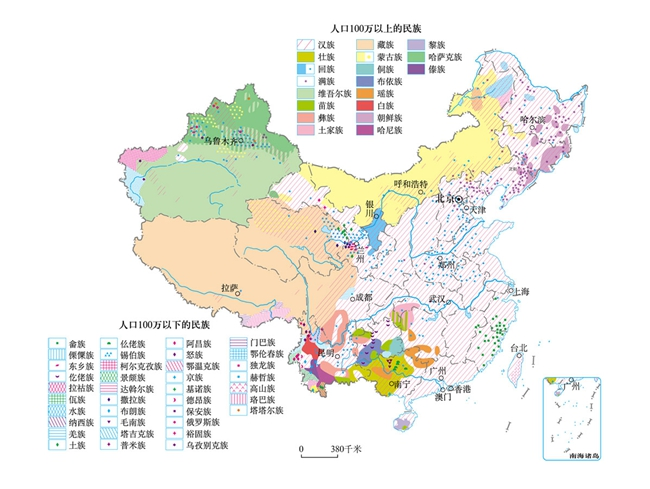 人口100万以上的民族
汉族
壮族
回族
满族
维吾尔族
苗族
彝族
土家族
藏族
蒙古族
侗族
布依族
瑶族
白族
朝鲜族
哈尼族
黎族
哈萨克族
傣族
乌鲁木齐
哈尔滨
呼和浩特
北京
天津
银川
兰州
郑州
拉萨
成都
武汉
上海
昆明
南宁
广州
香港
澳门
台北
人口100万以下的民族
畲族
傈僳族
东乡族
仡佬族
拉祜族
佤族
水族
纳西族
羌族
土族
仫佬族
锡伯族
柯尔克孜族
景颇族
达斡尔族
撒拉族
布朗族
毛南族
塔吉克族
普米族
阿昌族
怒族
鄂温克族
京族
基诺族
德昂族
保安族
俄罗斯族
裕固族
乌孜别克族
门巴族
鄂伦春族
独龙族
赫哲族
高山族
珞巴族
塔塔尔族
0 380千米
广州
南海诸岛